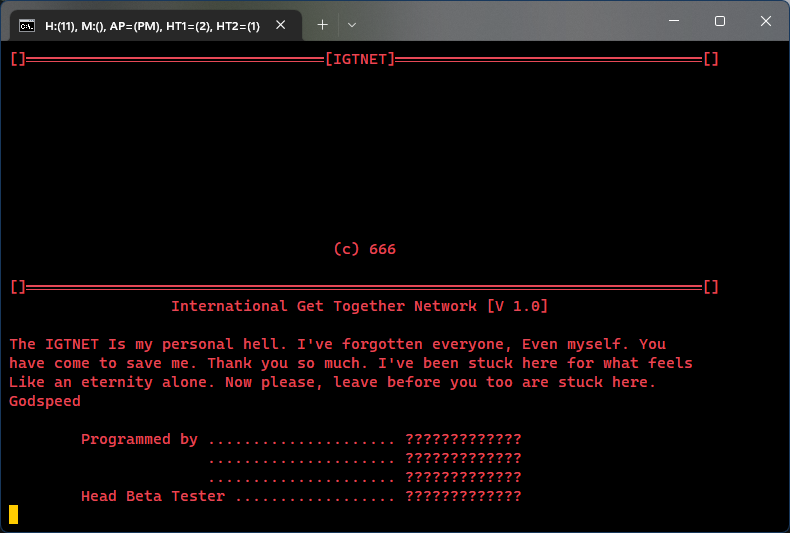 H:(11), M:(), AP=(PM), HT1=(2), HT2=(1)
[]═════════════════════════════════[IGTNET]══════════════════════════════════[]
(c) 666
[]═══════════════════════════════════════════════════════════════════════════[]
International Get Together Network [V 1.0]
The IGTNET Is my personal hell. I've forgotten everyone, Even myself. You
have come to save me. Thank you so much. I've been stuck here for what feels
Like an eternity alone. Now please, leave before you too are stuck here.
Godspeed
Programmed by ..................... ?????????????
..................... ?????????????
..................... ?????????????
Head Beta Tester .................. ?????????????